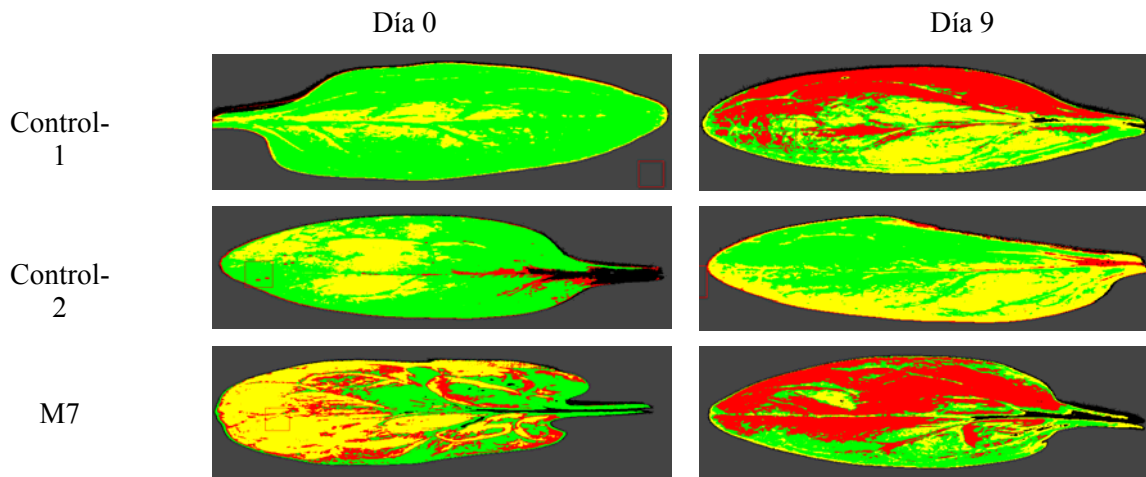 Día 0
Día 9
Control-
1
Control-
2
M7